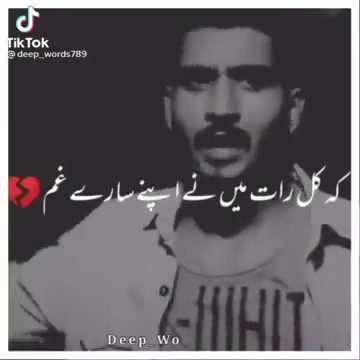 TikTok
@deep_words789
کہ کل رات میں نے اپنے سارے غم
Deep_Wo